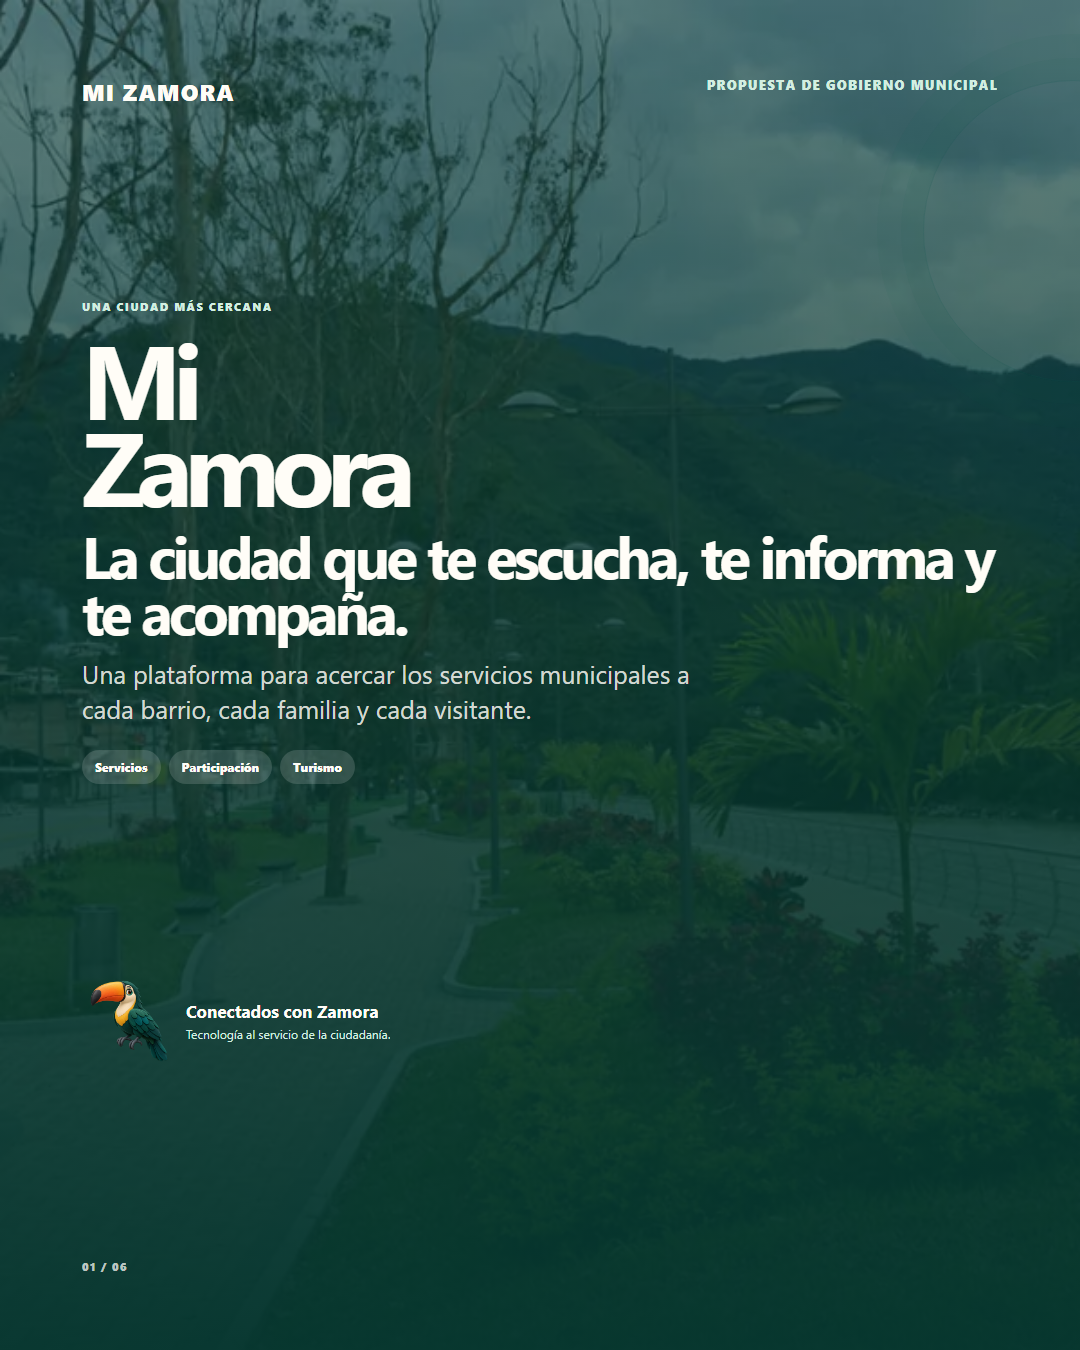 MI ZAMORA
PROPUESTA DE GOBIERNO MUNICIPAL
UNA CIUDAD MÁS CERCANA
Mi
Zamora
La ciudad que te escucha, te informa y
te acompaña.
Una plataforma para acercar los servicios municipales a
cada barrio, cada familia y cada visitante.
Servicios
Participación
Turismo
Conectados con Zamora
Tecnología al servicio de la ciudadanía.
01 / 06